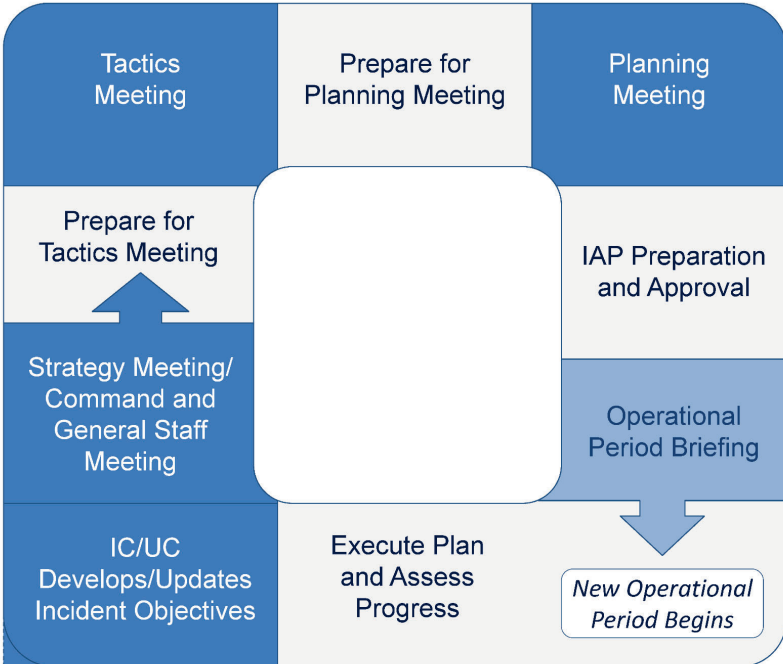 Tactics
Meeting
Prepare for
Planning Meeting
Planning
Meeting
Prepare for
Tactics Meeting
IAP Preparation
and Approval
Strategy Meeting/
Command and
General Staff
Meeting
Operational
Period Briefing
IC/UC
Develops/Updates
Incident Objectives
Execute Plan
and Assess
Progress
New Operational
Period Begins